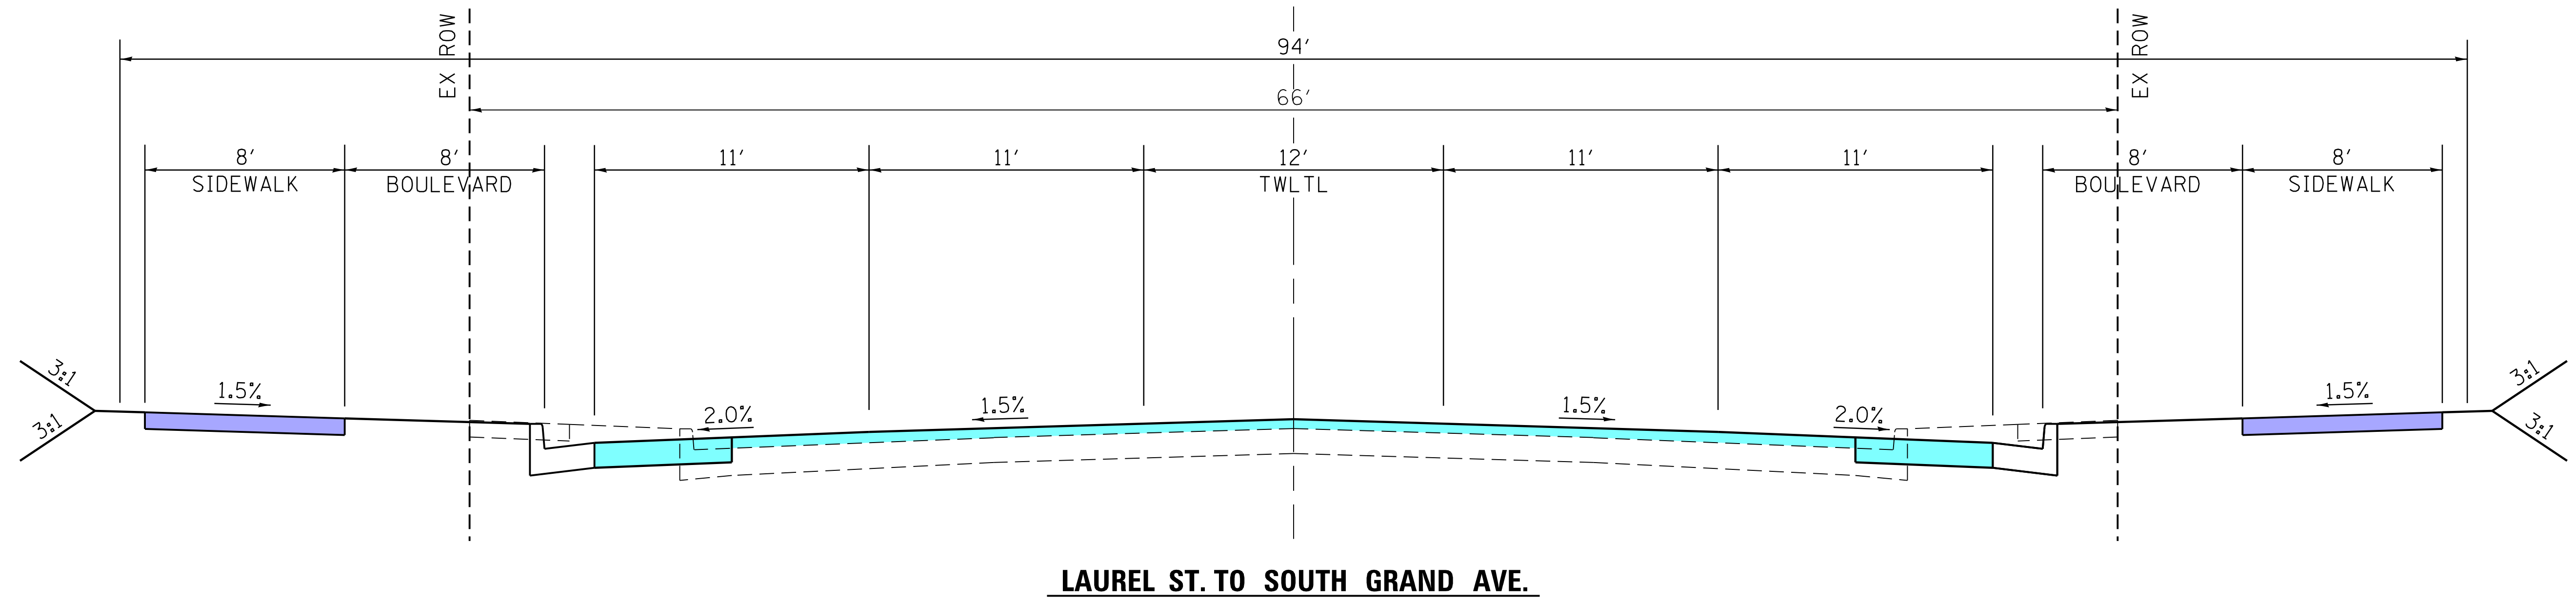 EX ROW
94'
EX ROW
66'
8'
8'
11'
11'
12'
11'
11'
8'
8'
SIDEWALK
BOULEVARD
TWLTL
BOULEVARD
SIDEWALK
3:1
3:1
1.5%
2.0%
1.5%
1.5%
2.0%
1.5%
3:1
3:1
LAUREL ST. TO SOUTH GRAND AVE.